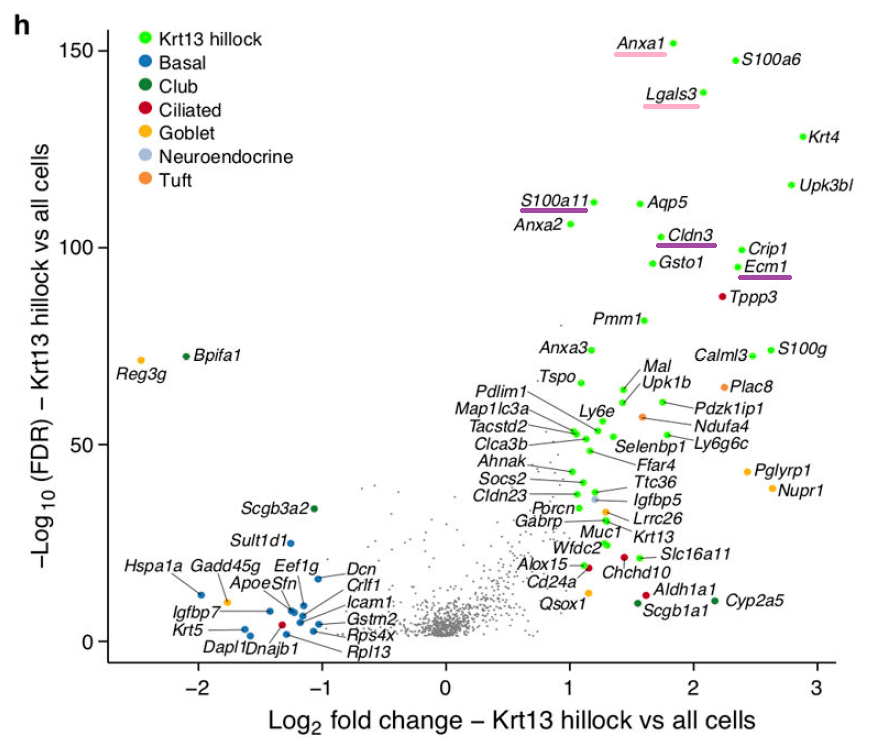 h
Krt13 hillock
Basal
Club
Ciliated
Goblet
Neuroendocrine
Tuft
150
100
50
0
−Log10 (FDR) − Krt13 hillock vs all cells
Anxa1
S100a6
Lgals3
Krt4
Upk3bl
S100a11
Aqp5
Anxa2
Cldn3
Crip1
Gsto1
Ecm1
Tppp3
Pmm1
Anxa3
Calml3
S100g
Bpifa1
Reg3g
Mal
Tspo
Upk1b
Plac8
Pdlim1
Map1lc3a
Ly6e
Pdzk1ip1
Tacstd2
Ndufa4
Clca3b
Selenbp1
Ly6g6c
Ahnak
Ffar4
Pglyrp1
Socs2
Ttc36
Nupr1
Cldn23
Igfbp5
Scgb3a2
Porcn
Lrrc26
Gabrp
Krt13
Sult1d1
Muc1
Wfdc2
Slc16a11
Hspa1a
Gadd45g
Eef1g
Dcn
Alox15
Chchd10
Apoe
Sfn
Crlf1
Cd24a
Aldh1a1
Igfbp7
Icam1
Qsox1
Scgb1a1
Cyp2a5
Krt5
Gstm2
Rps4x
Dapl1
Dnajb1
Rpl13
−2
−1
0
1
2
3
Log2 fold change − Krt13 hillock vs all cells